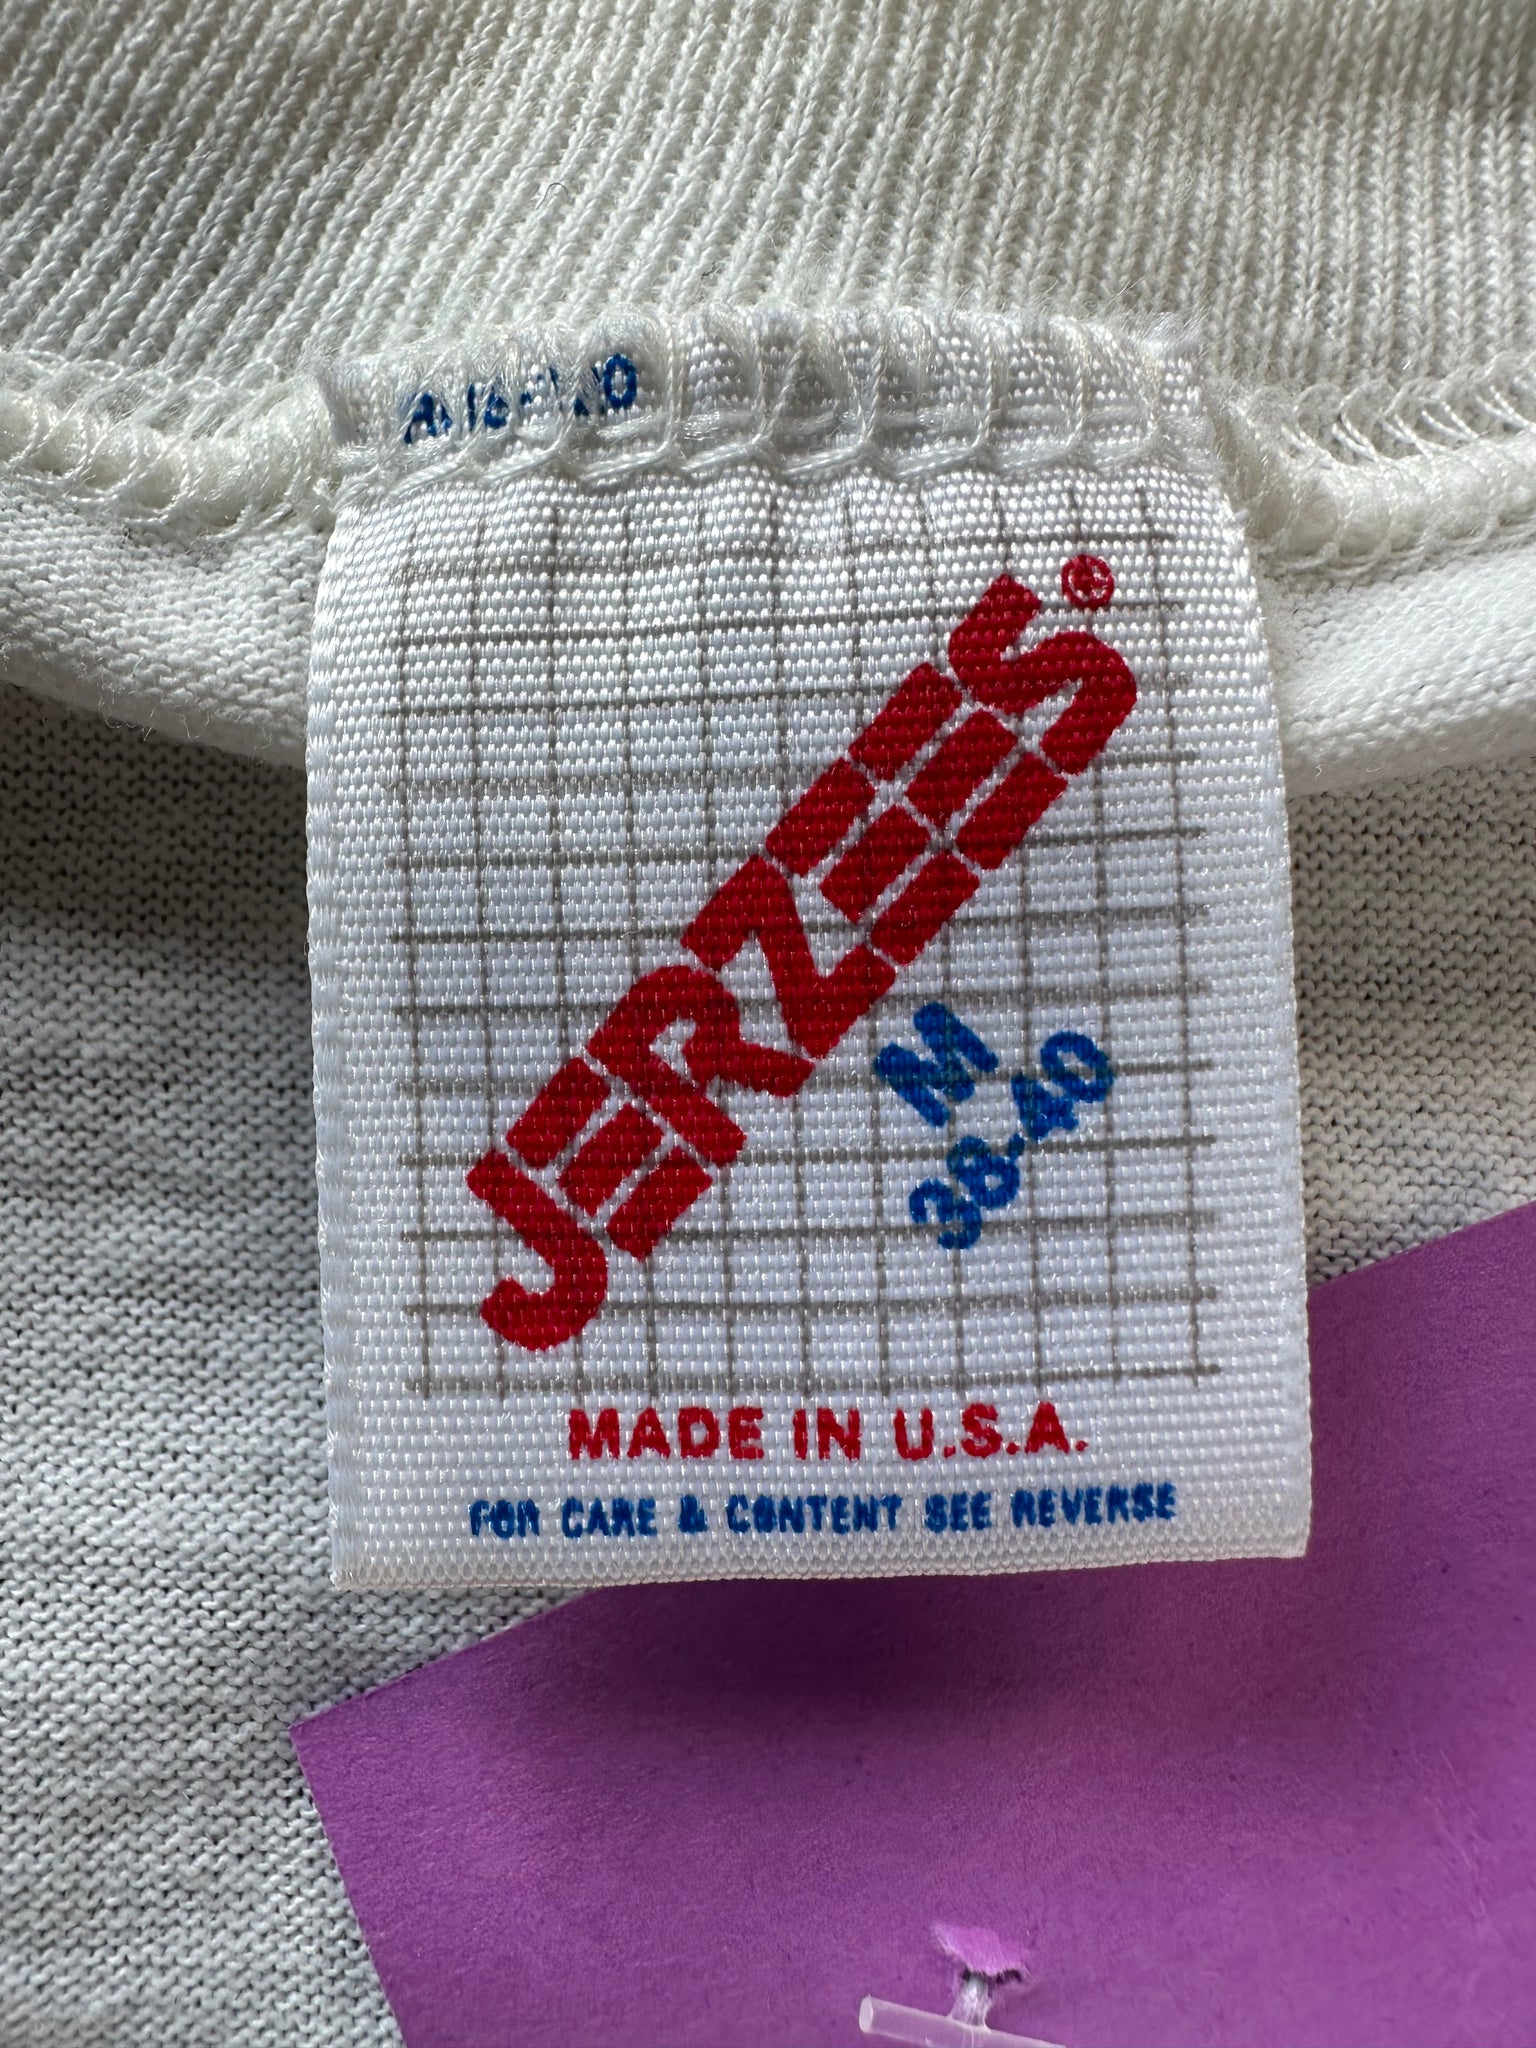 JERZEES®
M
38-40
MADE IN U.S.A.
FOR CARE & CONTENT SEE REVERSE